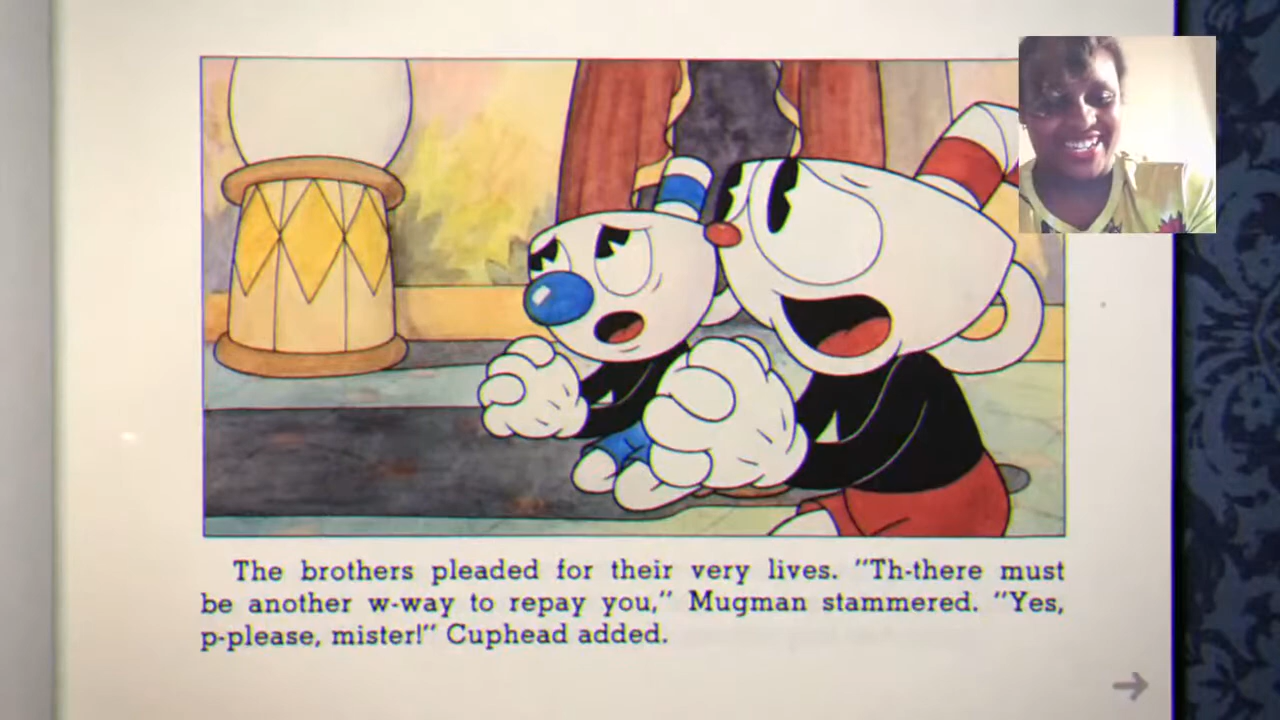 The brothers pleaded for their very lives. "Th-there must
be another w-way to repay you," Mugman stammered. "Yes,
p-please, mister!" Cuphead added.